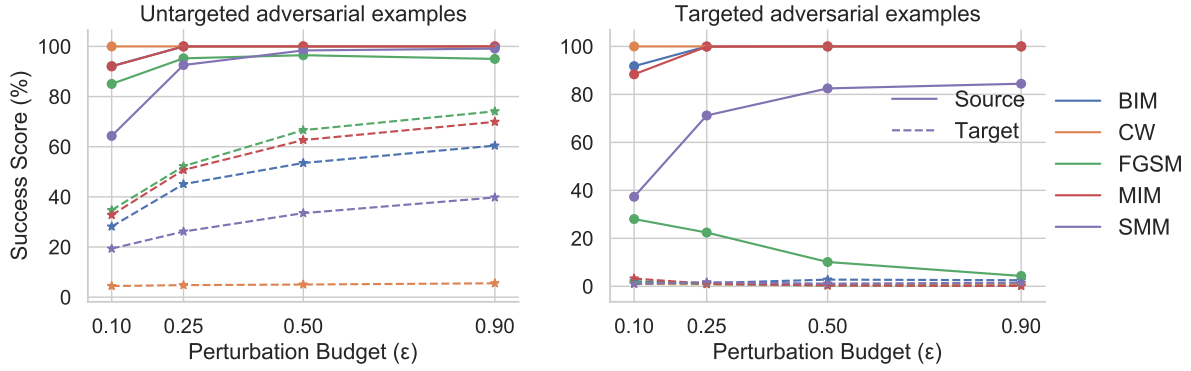 Untargeted adversarial examples
Success Score (%)
100
80
60
40
20
0
0.10 0.25 0.50 0.90
Perturbation Budget (ε)
Targeted adversarial examples
100
80
60
40
20
0
0.10 0.25 0.50 0.90
Perturbation Budget (ε)
Source
Target
BIM
CW
FGSM
MIM
SMM